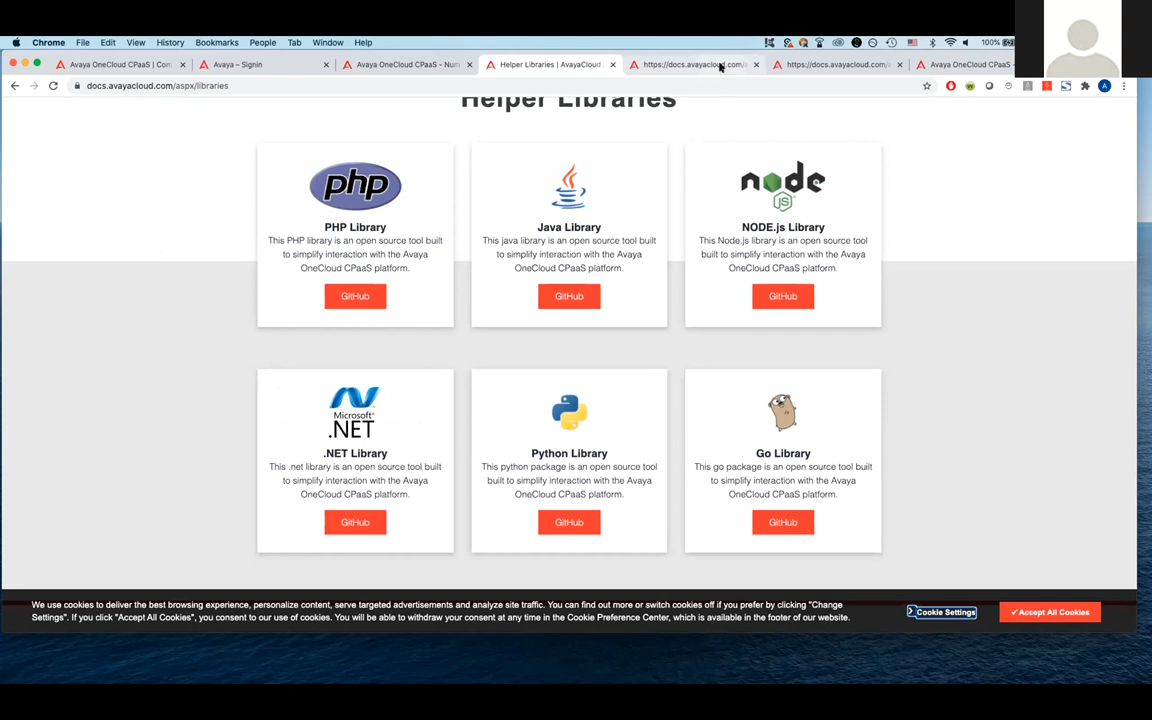 Chrome File Edit View History Bookmarks People Tab Window Help 100%
Avaya OneCloud CPaaS | Com Avaya – Signin Avaya OneCloud CPaaS - Num Helper Libraries | AvayaCloud https://docs.avayacloud.com/a https://docs.avayacloud.com/a Avaya OneCloud CPaaS -
docs.avayacloud.com/aspx/libraries
A
Helper Libraries
php
PHP Library
This PHP library is an open source tool built
to simplify interaction with the Avaya
OneCloud CPaaS platform.
GitHub
Java Library
This java library is an open source tool built
to simplify interaction with the Avaya
OneCloud CPaaS platform.
GitHub
node
JS
NODE.js Library
This Node.js library is an open source tool
built to simplify interaction with the Avaya
OneCloud CPaaS platform.
GitHub
Microsoft
.NET
.NET Library
This .net library is an open source tool built
to simplify interaction with the Avaya
OneCloud CPaaS platform.
GitHub
Python Library
This python package is an open source tool
built to simplify interaction with the Avaya
OneCloud CPaaS platform.
GitHub
Go Library
This go package is an open source tool built
to simplify interaction with the Avaya
OneCloud CPaaS platform.
GitHub
We use cookies to deliver the best browsing experience, personalize content, serve targeted advertisements and analyze site traffic. You can find out more or switch cookies off if you prefer by clicking "Change
Settings". If you click "Accept All Cookies", you consent to our use of cookies. You will be able to withdraw your consent at any time in the Cookie Preference Center, which is available in the footer of our website.
Cookie Settings
✓Accept All Cookies